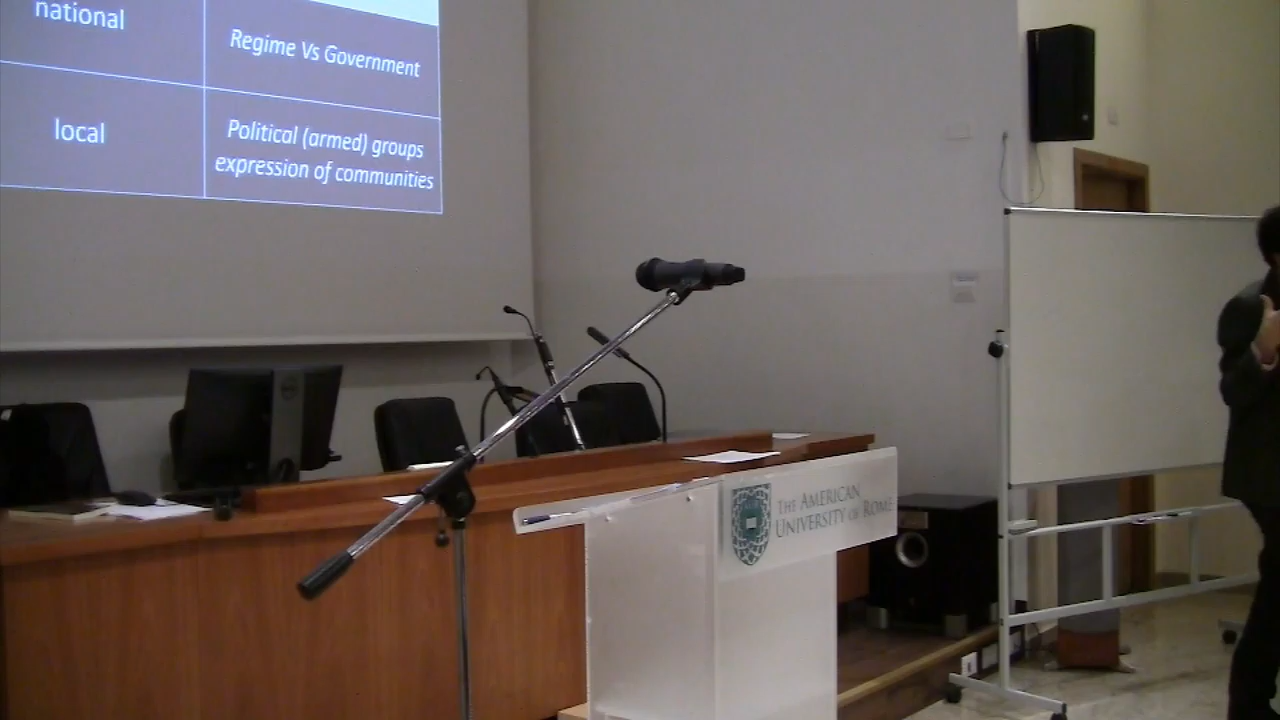 national
Regime Vs Government
local
Political (armed) groups
expression of communities
THE AMERICAN
UNIVERSITY OF ROME